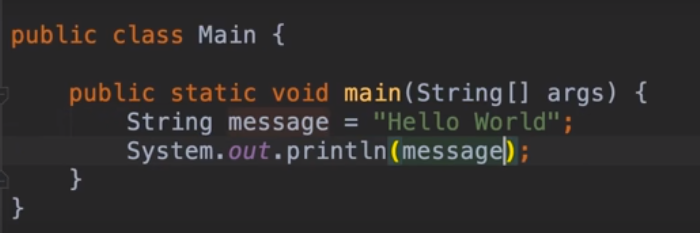 public class Main {
public static void main(String[] args) {
String message = "Hello World";
System.out.println(message);
}
}